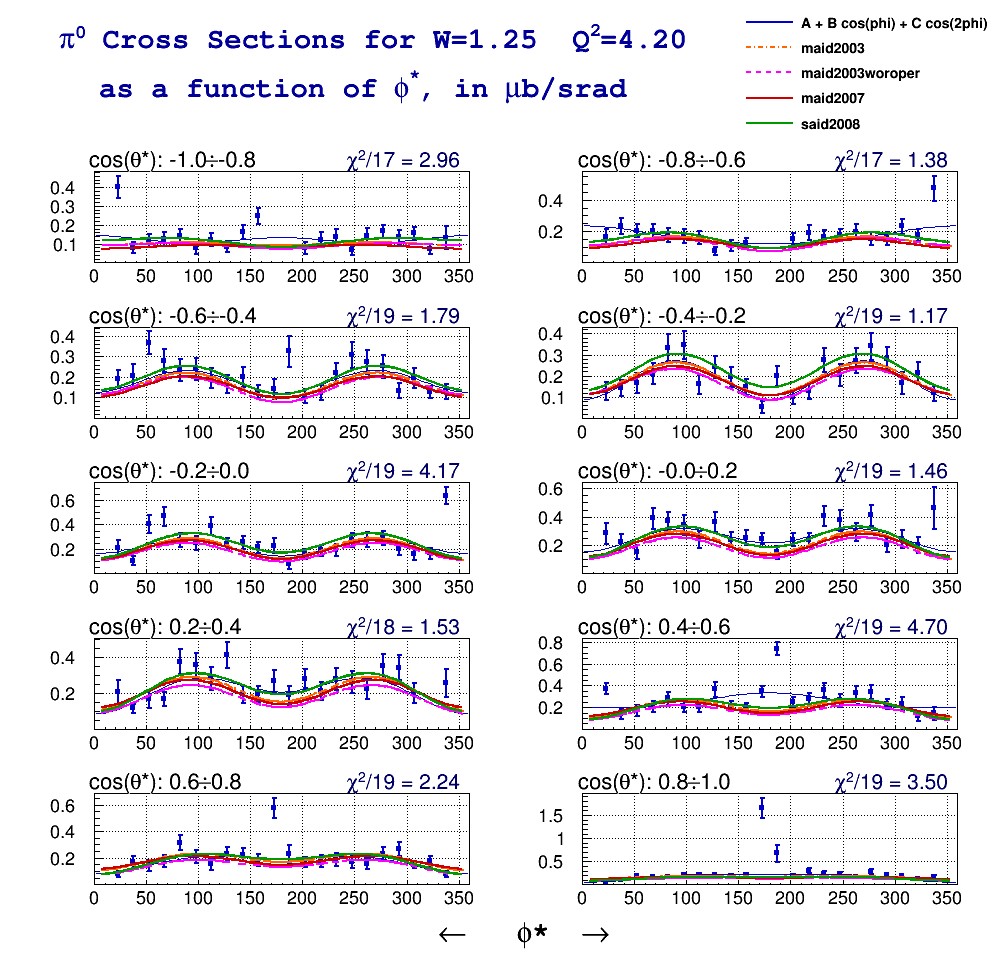 π⁰ Cross Sections for W=1.25 Q²=4.20
as a function of ϕ*, in μb/srad
A + B cos(phi) + C cos(2phi)
maid2003
maid2003woroper
maid2007
said2008
cos(θ*): -1.0÷-0.8 χ²/17 = 2.96
0.4
0.3
0.2
0.1
0 50 100 150 200 250 300 350
cos(θ*): -0.8÷-0.6 χ²/17 = 1.38
0.4
0.2
0 50 100 150 200 250 300 350
cos(θ*): -0.6÷-0.4 χ²/19 = 1.79
0.4
0.3
0.2
0.1
0 50 100 150 200 250 300 350
cos(θ*): -0.4÷-0.2 χ²/19 = 1.17
0.4
0.3
0.2
0.1
0 50 100 150 200 250 300 350
cos(θ*): -0.2÷0.0 χ²/19 = 4.17
0.6
0.4
0.2
0 50 100 150 200 250 300 350
cos(θ*): -0.0÷0.2 χ²/19 = 1.46
0.6
0.4
0.2
0 50 100 150 200 250 300 350
cos(θ*): 0.2÷0.4 χ²/18 = 1.53
0.4
0.2
0 50 100 150 200 250 300 350
cos(θ*): 0.4÷0.6 χ²/19 = 4.70
0.8
0.6
0.4
0.2
0 50 100 150 200 250 300 350
cos(θ*): 0.6÷0.8 χ²/19 = 2.24
0.6
0.4
0.2
0 50 100 150 200 250 300 350
cos(θ*): 0.8÷1.0 χ²/19 = 3.50
1.5
1
0.5
0 50 100 150 200 250 300 350
← ϕ* →